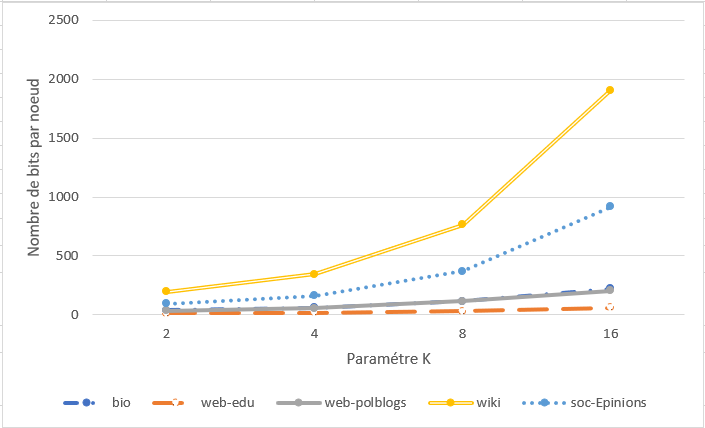 2500
2000
1500
1000
500
0
Nombre de bits par noeud
2 4 8 16
Paramétre K
bio web-edu web-polblogs wiki soc-Epinions